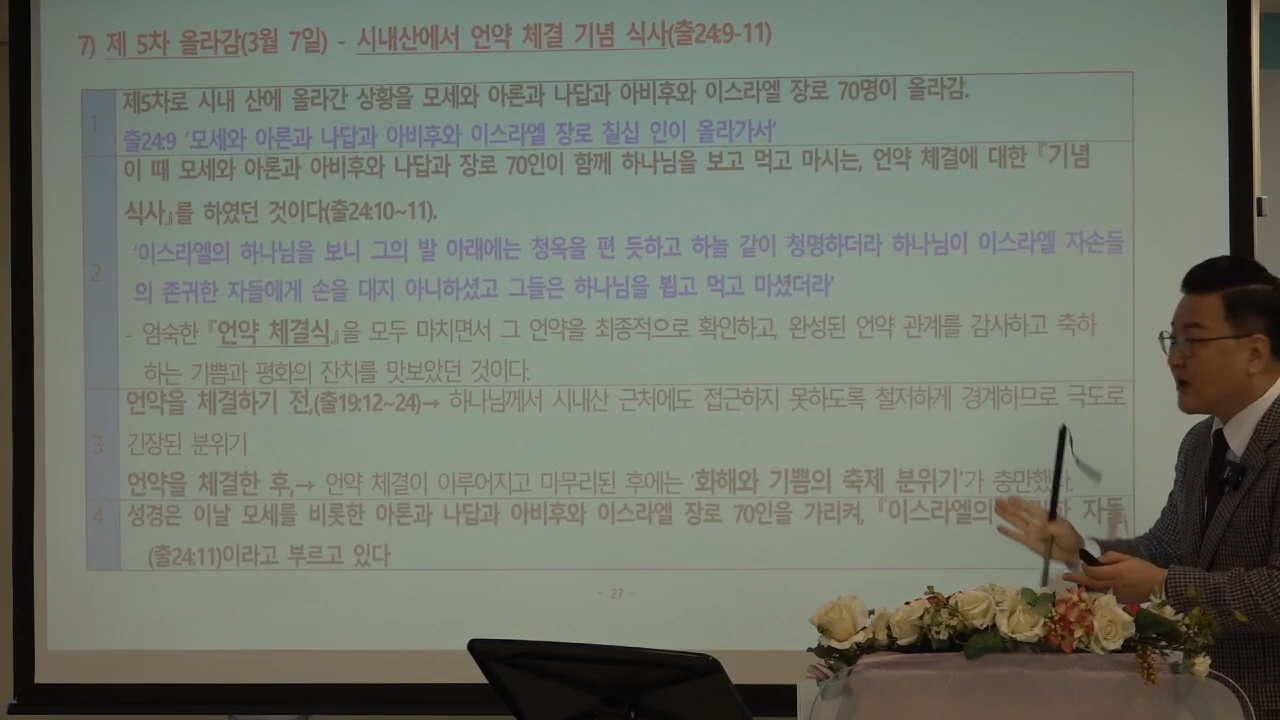 7) 제 5차 올라감(3월 7일) - 시내산에서 언약 체결 기념 식사(출24:9-11)
1
제5차로 시내 산에 올라간 상황을 모세와 아론과 나답과 아비후와 이스라엘 장로 70명이 올라감.
출24:9 '모세와 아론과 나답과 아비후와 이스라엘 장로 칠십 인이 올라가서'
2
이 때 모세와 아론과 아비후와 나답과 장로 70인이 함께 하나님을 보고 먹고 마시는, 언약 체결에 대한 『기념
식사』를 하였던 것이다(출24:10~11).
'이스라엘의 하나님을 보니 그의 발 아래에는 청옥을 편 듯하고 하늘 같이 청명하더라 하나님이 이스라엘 자손들
의 존귀한 자들에게 손을 대지 아니하셨고 그들은 하나님을 뵙고 먹고 마셨더라'
- 엄숙한 『언약 체결식』을 모두 마치면서 그 언약을 최종적으로 확인하고, 완성된 언약 관계를 감사하고 축하
하는 기쁨과 평화의 잔치를 맛보았던 것이다.
3
언약을 체결하기 전,(출19:12~24)→ 하나님께서 시내산 근처에도 접근하지 못하도록 철저하게 경계하므로 극도로
긴장된 분위기
언약을 체결한 후,→ 언약 체결이 이루어지고 마무리된 후에는 '화해와 기쁨의 축제 분위기'가 충만했다.
4
성경은 이날 모세를 비롯한 아론과 나답과 아비후와 이스라엘 장로 70인을 가리켜, 『이스라엘의 자들
(출24:11)이라고 부르고 있다
- 27 -